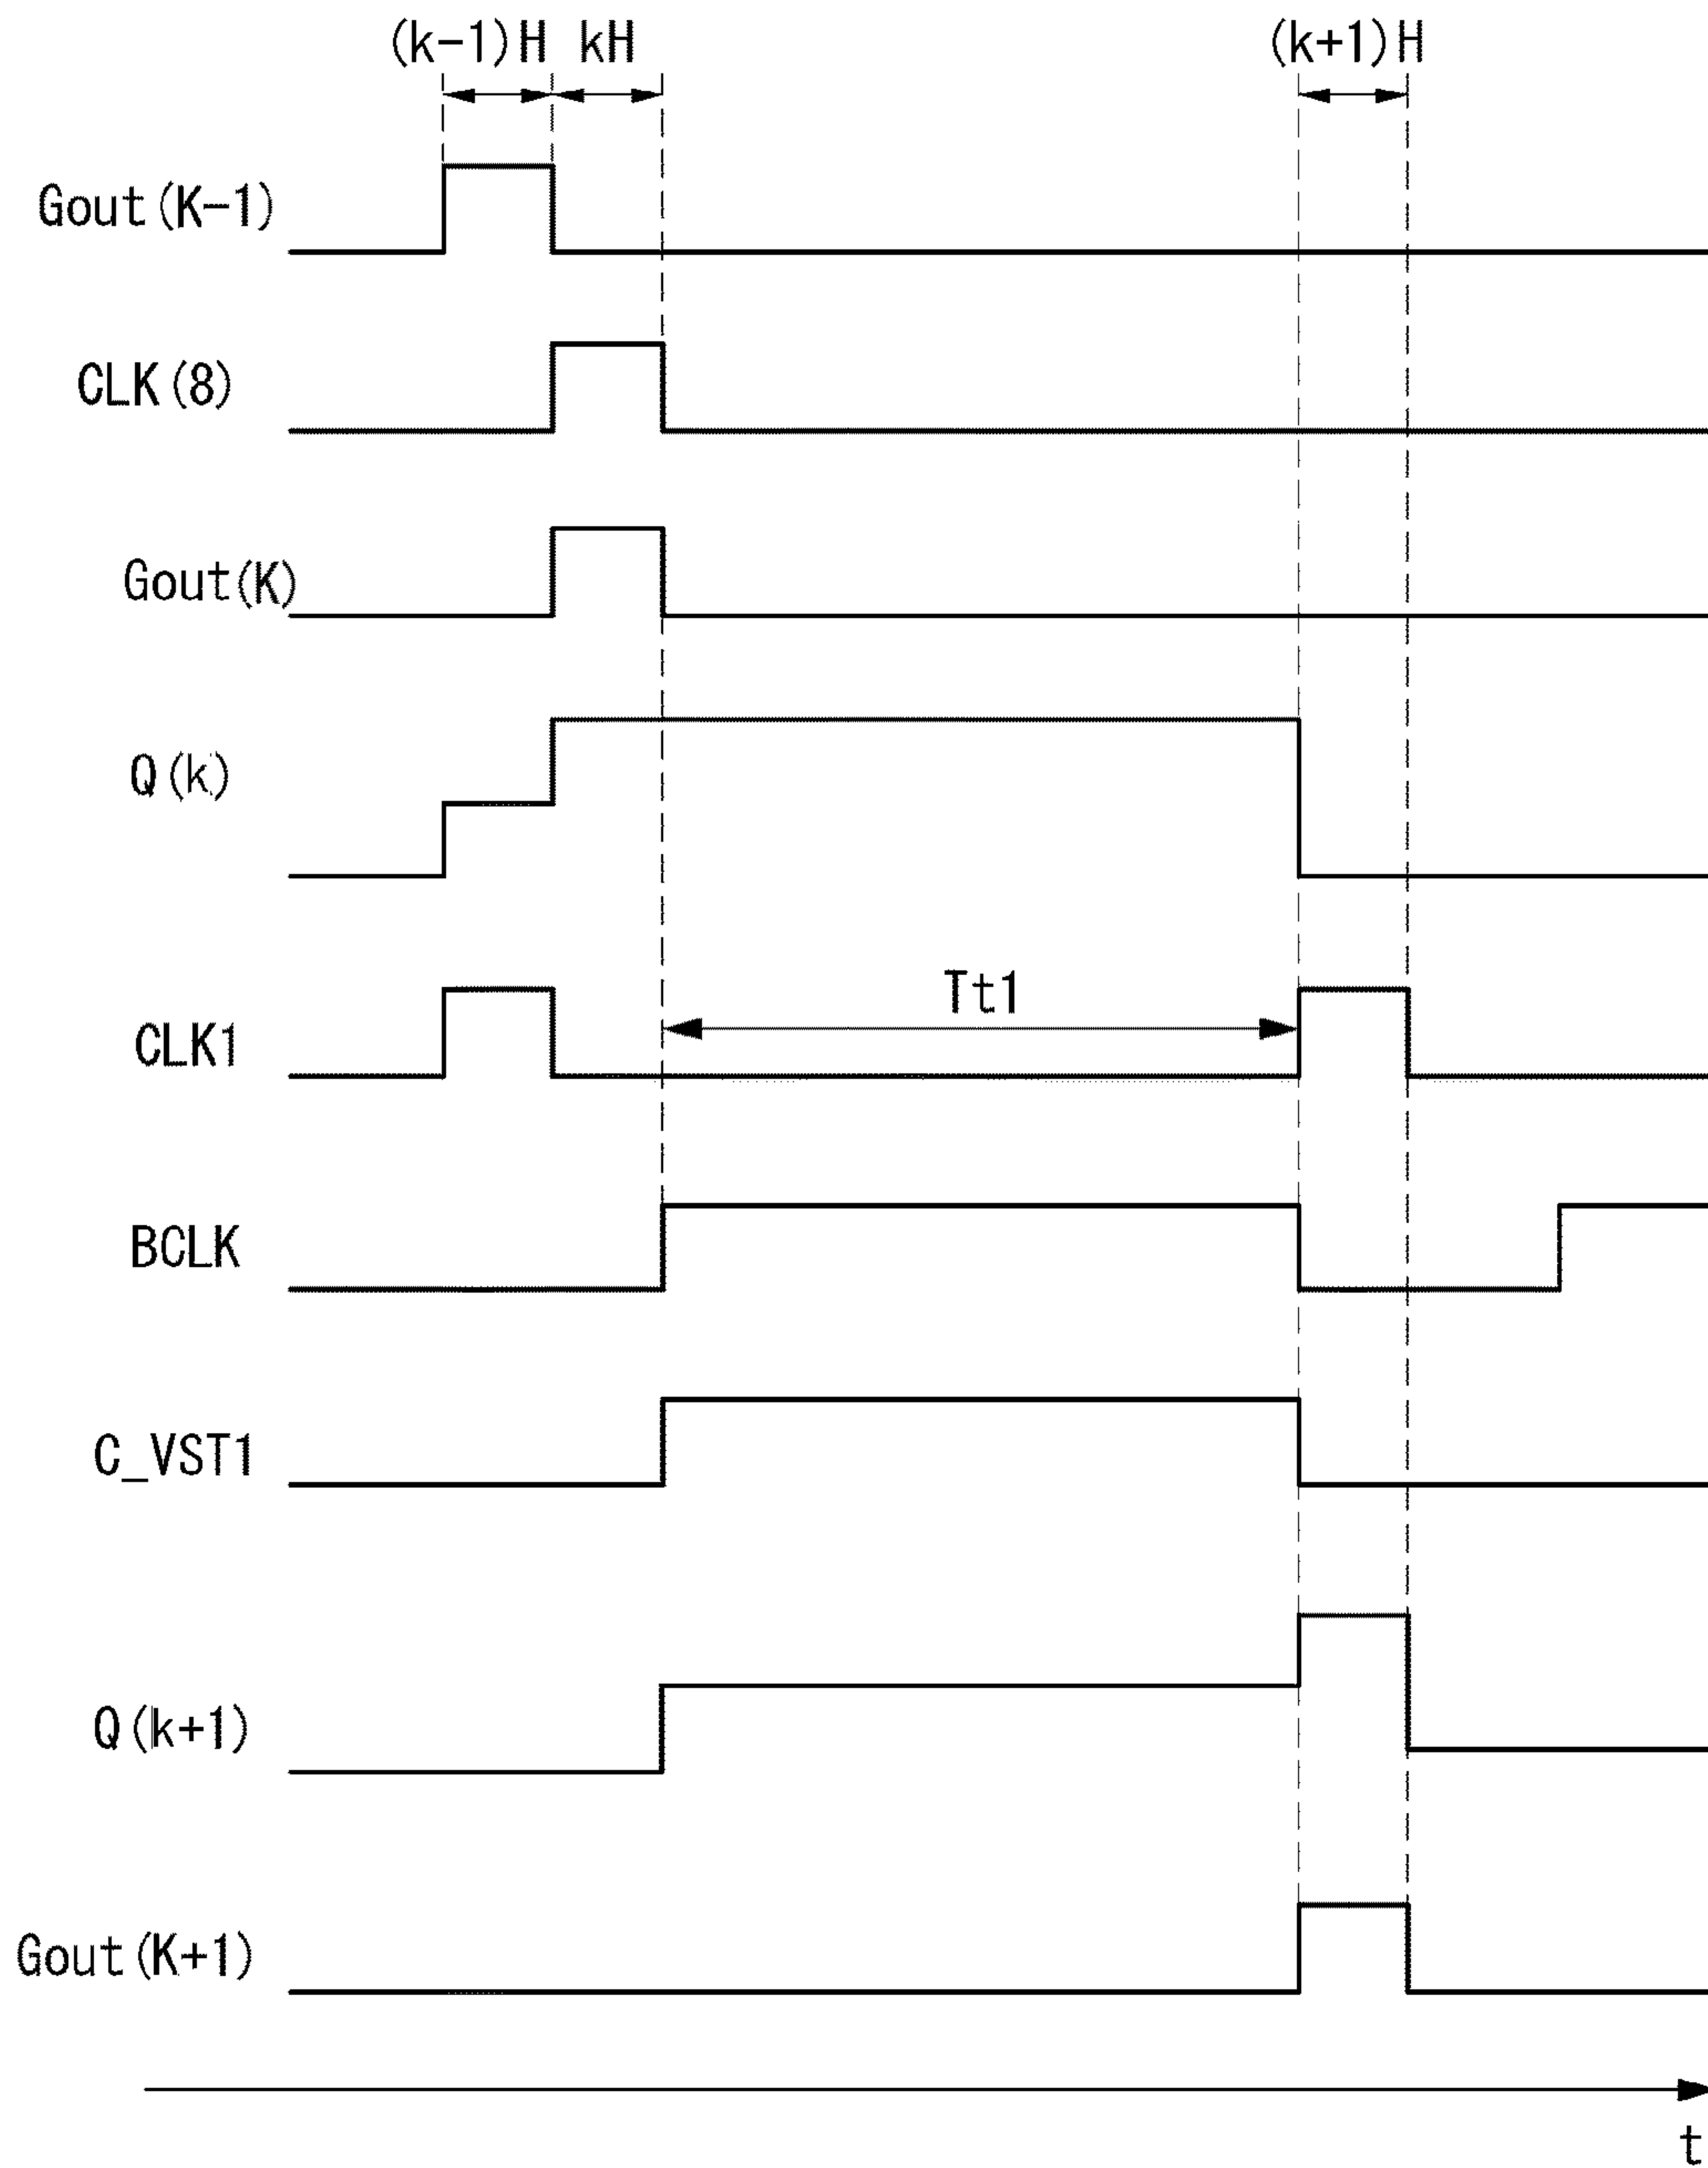 (k-1)H kH (k+1)H
Gout(K-1)
CLK(8)
Gout(K)
Q(k)
Tt1
CLK1
BCLK
C_VST1
Q(k+1)
Gout(K+1)
t